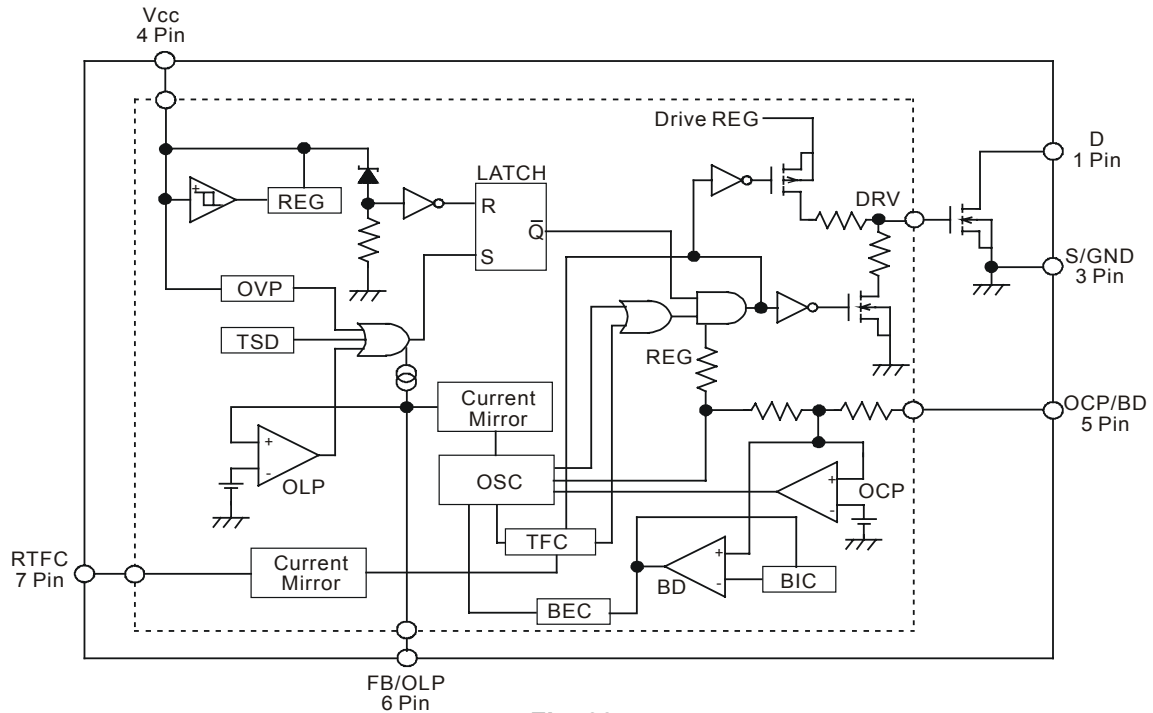 Vcc
4 Pin
Drive REG
D
1 Pin
LATCH
+
REG
R
DRV
Q̅
S
S/GND
3 Pin
OVP
TSD
REG
Current
Mirror
OCP/BD
5 Pin
+
-
OLP
OSC
+
-
OCP
TFC
+
-
BD
BIC
RTFC
7 Pin
Current
Mirror
BEC
FB/OLP
6 Pin